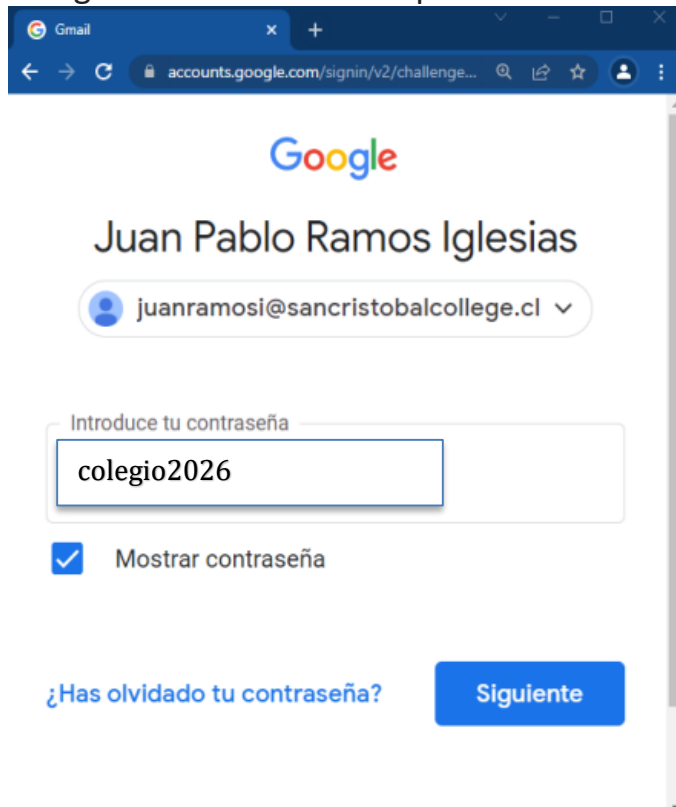 Gmail
accounts.google.com/signin/v2/challenge...
Google
Juan Pablo Ramos Iglesias
juanramosi@sancristobalcollege.cl
Introduce tu contraseña
colegio2026
Mostrar contraseña
¿Has olvidado tu contraseña? Siguiente